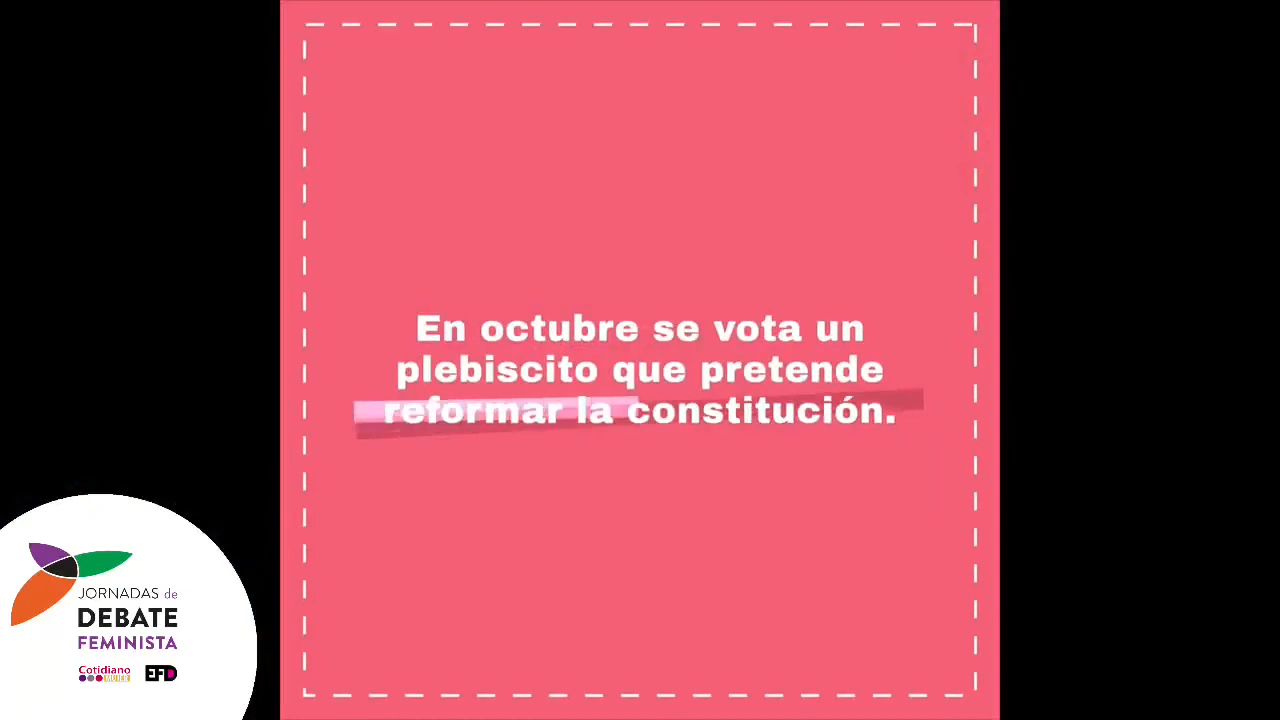 En octubre se vota un
plebiscito que pretende
reformar la constitución.
JORNADAS de
DEBATE
FEMINISTA
Cotidiano
MUJER
EFD